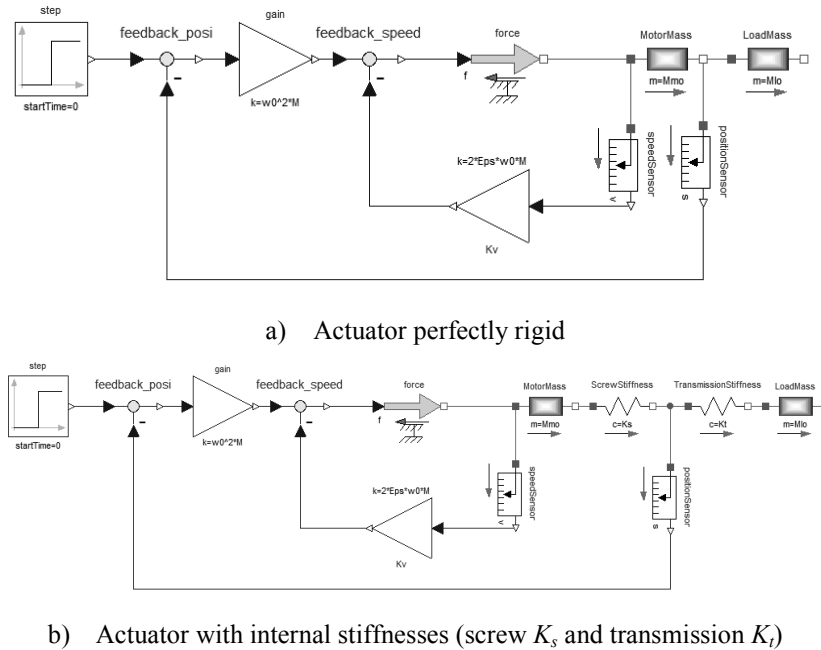 step
feedback_posi
gain
feedback_speed
force
MotorMass
LoadMass
f
m=Mmo
m=Mlo
startTime=0
k=w0^2*M
k=2*Eps*w0*M
speedSensor
positionSensor
v
s
Kv
a) Actuator perfectly rigid
step
feedback_posi
gain
feedback_speed
force
MotorMass
ScrewStiffness
TransmissionStiffness
LoadMass
f
m=Mmo
c=Ks
c=Kt
m=Mlo
startTime=0
k=w0^2*M
k=2*Eps*w0*M
speedSensor
positionSensor
v
s
Kv
b) Actuator with internal stiffnesses (screw Ks and transmission Kt)